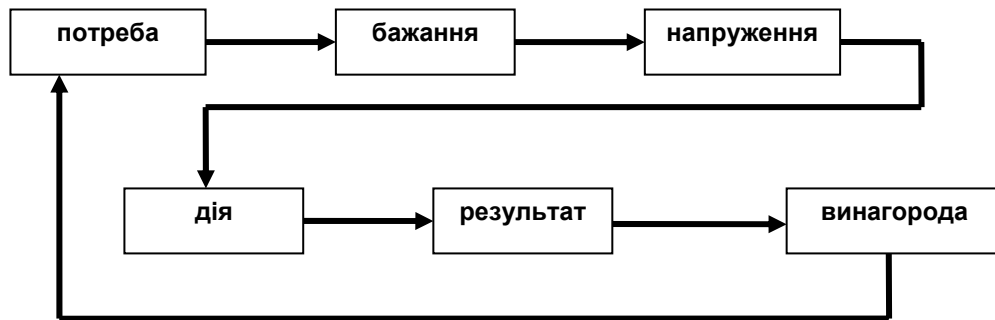 потреба
бажання
напруження
дія
результат
винагорода